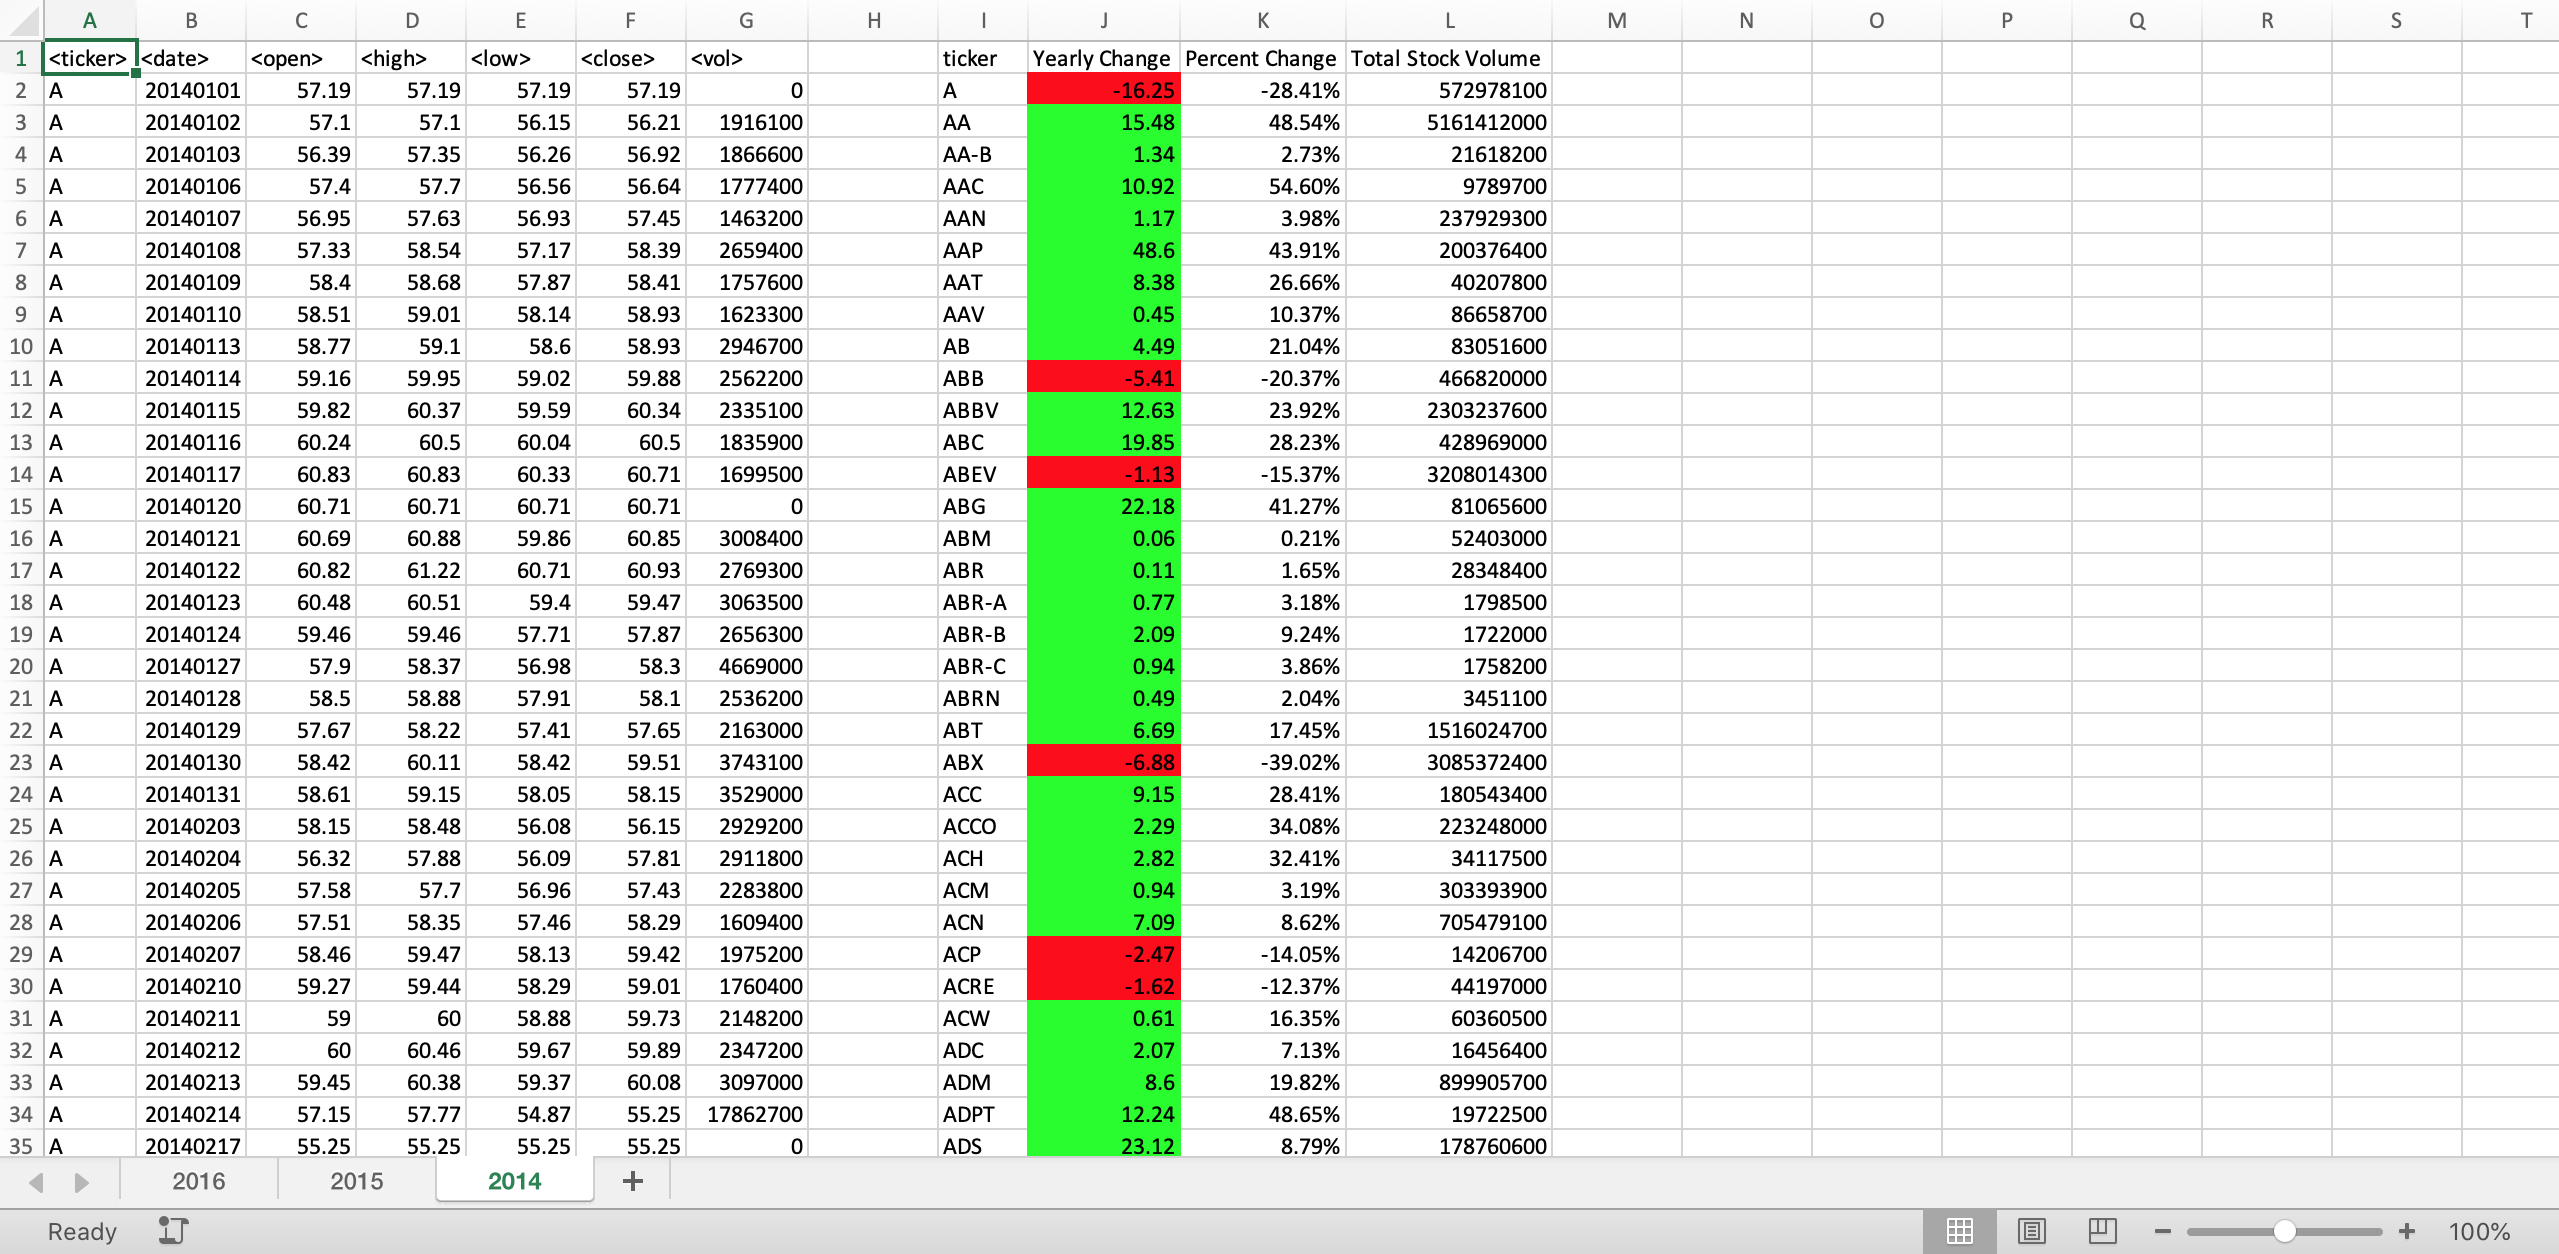 A B C D E F G H I J K L M N O P Q R S T
1 <ticker> <date> <open> <high> <low> <close> <vol> ticker Yearly Change Percent Change Total Stock Volume
2 A 20140101 57.19 57.19 57.19 57.19 0 A -16.25 -28.41% 572978100
3 A 20140102 57.1 57.1 56.15 56.21 1916100 AA 15.48 48.54% 5161412000
4 A 20140103 56.39 57.35 56.26 56.92 1866600 AA-B 1.34 2.73% 21618200
5 A 20140106 57.4 57.7 56.56 56.64 1777400 AAC 10.92 54.60% 9789700
6 A 20140107 56.95 57.63 56.93 57.45 1463200 AAN 1.17 3.98% 237929300
7 A 20140108 57.33 58.54 57.17 58.39 2659400 AAP 48.6 43.91% 200376400
8 A 20140109 58.4 58.68 57.87 58.41 1757600 AAT 8.38 26.66% 40207800
9 A 20140110 58.51 59.01 58.14 58.93 1623300 AAV 0.45 10.37% 86658700
10 A 20140113 58.77 59.1 58.6 58.93 2946700 AB 4.49 21.04% 83051600
11 A 20140114 59.16 59.95 59.02 59.88 2562200 ABB -5.41 -20.37% 466820000
12 A 20140115 59.82 60.37 59.59 60.34 2335100 ABBV 12.63 23.92% 2303237600
13 A 20140116 60.24 60.5 60.04 60.5 1835900 ABC 19.85 28.23% 428969000
14 A 20140117 60.83 60.83 60.33 60.71 1699500 ABEV -1.13 -15.37% 3208014300
15 A 20140120 60.71 60.71 60.71 60.71 0 ABG 22.18 41.27% 81065600
16 A 20140121 60.69 60.88 59.86 60.85 3008400 ABM 0.06 0.21% 52403000
17 A 20140122 60.82 61.22 60.71 60.93 2769300 ABR 0.11 1.65% 28348400
18 A 20140123 60.48 60.51 59.4 59.47 3063500 ABR-A 0.77 3.18% 1798500
19 A 20140124 59.46 59.46 57.71 57.87 2656300 ABR-B 2.09 9.24% 1722000
20 A 20140127 57.9 58.37 56.98 58.3 4669000 ABR-C 0.94 3.86% 1758200
21 A 20140128 58.5 58.88 57.91 58.1 2536200 ABRN 0.49 2.04% 3451100
22 A 20140129 57.67 58.22 57.41 57.65 2163000 ABT 6.69 17.45% 1516024700
23 A 20140130 58.42 60.11 58.42 59.51 3743100 ABX -6.88 -39.02% 3085372400
24 A 20140131 58.61 59.15 58.05 58.15 3529000 ACC 9.15 28.41% 180543400
25 A 20140203 58.15 58.48 56.08 56.15 2929200 ACCO 2.29 34.08% 223248000
26 A 20140204 56.32 57.88 56.09 57.81 2911800 ACH 2.82 32.41% 34117500
27 A 20140205 57.58 57.7 56.96 57.43 2283800 ACM 0.94 3.19% 303393900
28 A 20140206 57.51 58.35 57.46 58.29 1609400 ACN 7.09 8.62% 705479100
29 A 20140207 58.46 59.47 58.13 59.42 1975200 ACP -2.47 -14.05% 14206700
30 A 20140210 59.27 59.44 58.29 59.01 1760400 ACRE -1.62 -12.37% 44197000
31 A 20140211 59 60 58.88 59.73 2148200 ACW 0.61 16.35% 60360500
32 A 20140212 60 60.46 59.67 59.89 2347200 ADC 2.07 7.13% 16456400
33 A 20140213 59.45 60.38 59.37 60.08 3097000 ADM 8.6 19.82% 899905700
34 A 20140214 57.15 57.77 54.87 55.25 17862700 ADPT 12.24 48.65% 19722500
35 A 20140217 55.25 55.25 55.25 55.25 0 ADS 23.12 8.79% 178760600
2016 2015 2014 +
Ready 100%